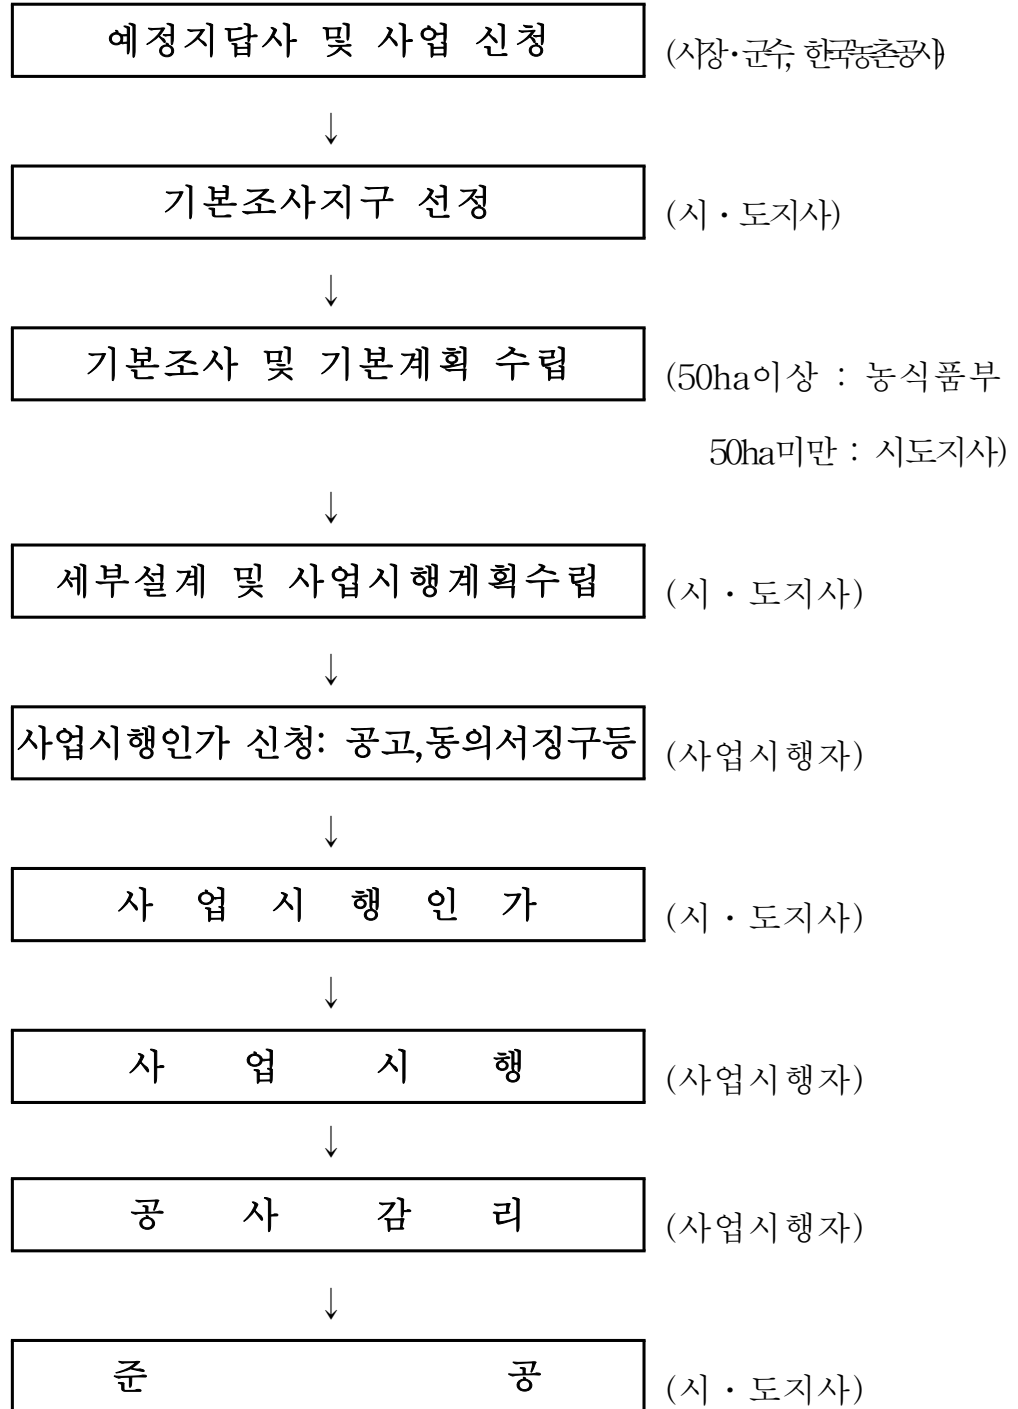 예정지답사 및 사업 신청 (시장·군수, 한국농촌공사)
↓
기본조사지구 선정 (시·도지사)
↓
기본조사 및 기본계획 수립 (50ha이상 : 농식품부
50ha미만 : 시도지사)
↓
세부설계 및 사업시행계획수립 (시·도지사)
↓
사업시행인가 신청: 공고,동의서징구등 (사업시행자)
↓
사 업 시 행 인 가 (시·도지사)
↓
사 업 시 행 (사업시행자)
↓
공 사 감 리 (사업시행자)
↓
준 공 (시·도지사)